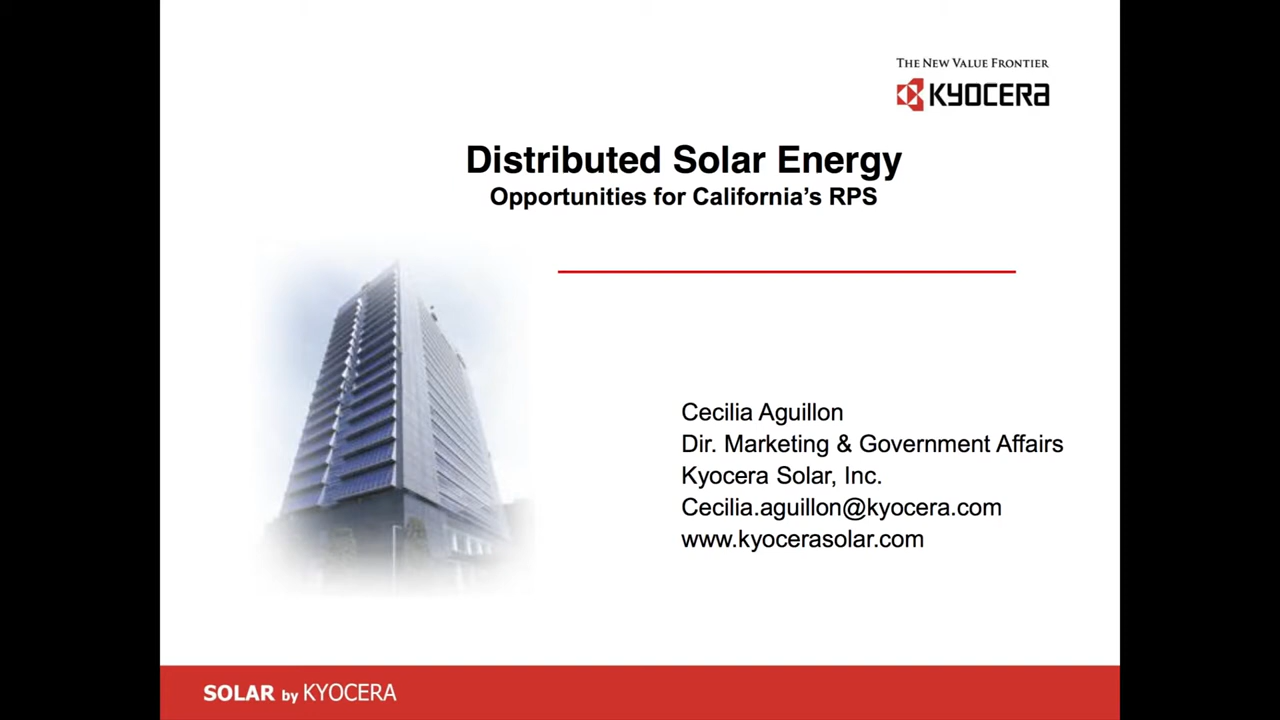 THE NEW VALUE FRONTIER
KYOCERA
Distributed Solar Energy
Opportunities for California’s RPS
Cecilia Aguillon
Dir. Marketing & Government Affairs
Kyocera Solar, Inc.
Cecilia.aguillon@kyocera.com
www.kyocerasolar.com
SOLAR by KYOCERA